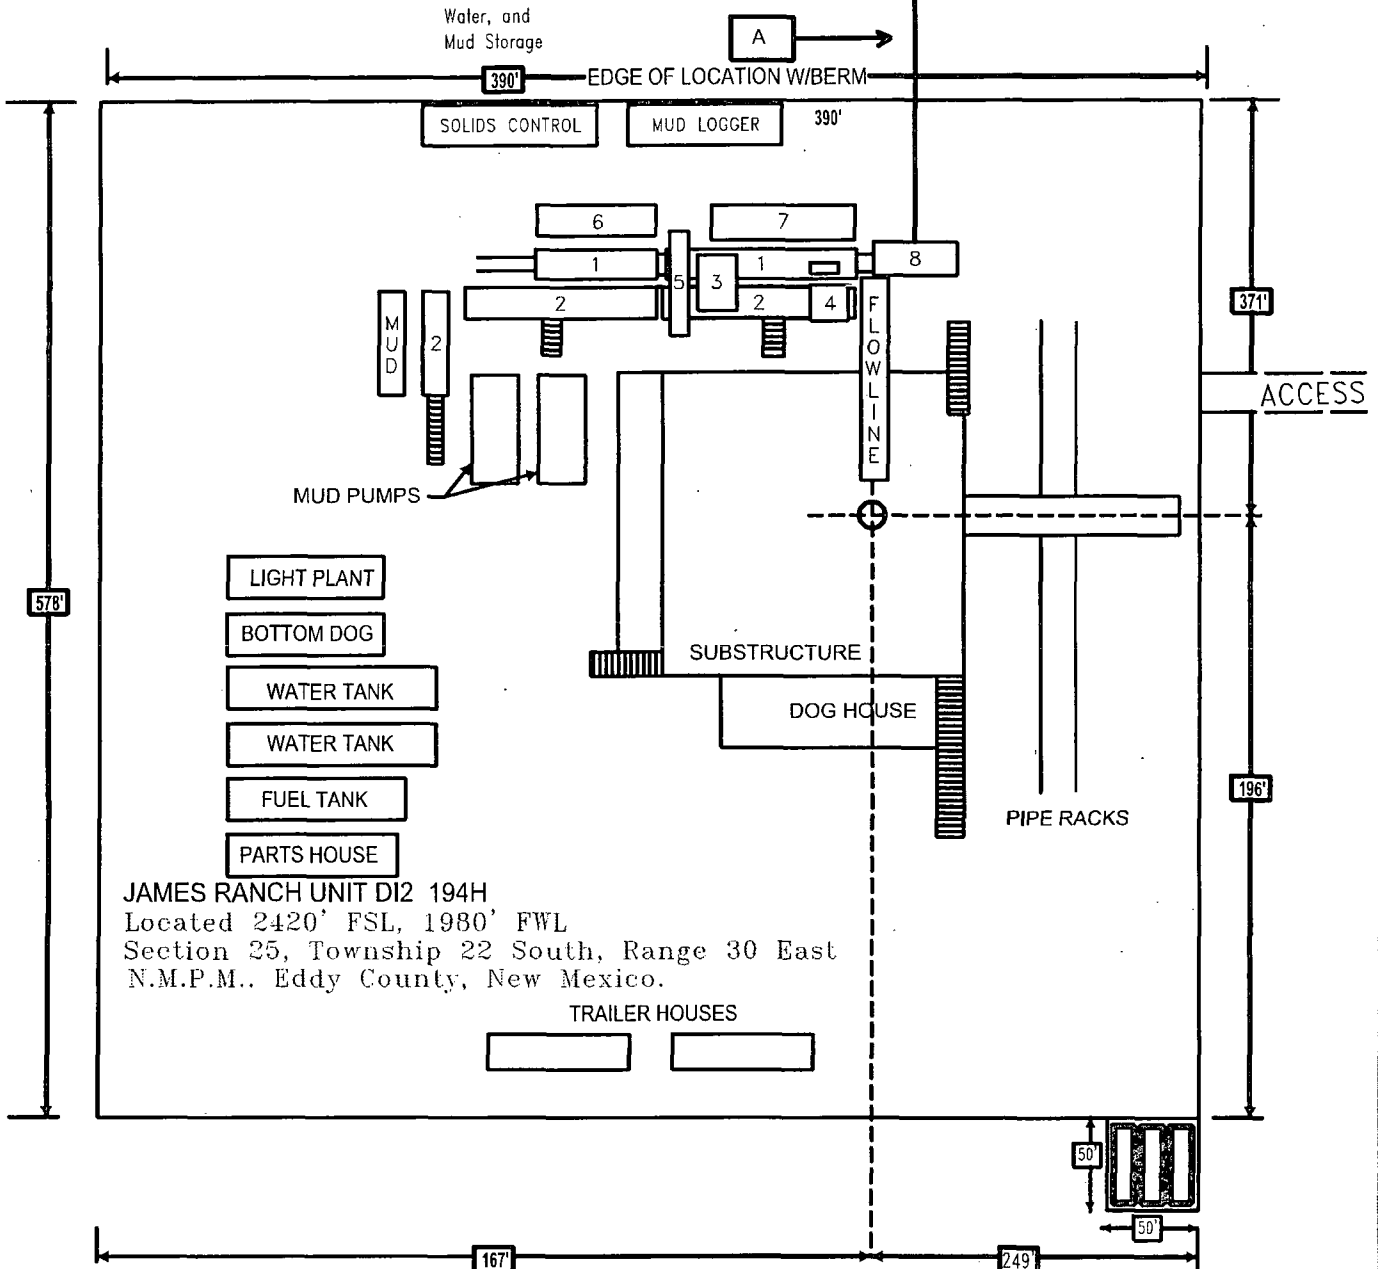 Water, and
Mud Storage
A
390'
EDGE OF LOCATION W/BERM
SOLIDS CONTROL
MUD LOGGER
390'
6
7
1
5
1
3
8
2
2
4
MUD
2
FLOWLINE
371'
ACCESS
MUD PUMPS
LIGHT PLANT
578'
BOTTOM DOG
SUBSTRUCTURE
WATER TANK
DOG HOUSE
WATER TANK
196'
FUEL TANK
PIPE RACKS
PARTS HOUSE
JAMES RANCH UNIT DI2 194H
Located 2420' FSL, 1980' FWL
Section 25, Township 22 South, Range 30 East
N.M.P.M.. Eddy County, New Mexico.
TRAILER HOUSES
50'
50'
167'
249'